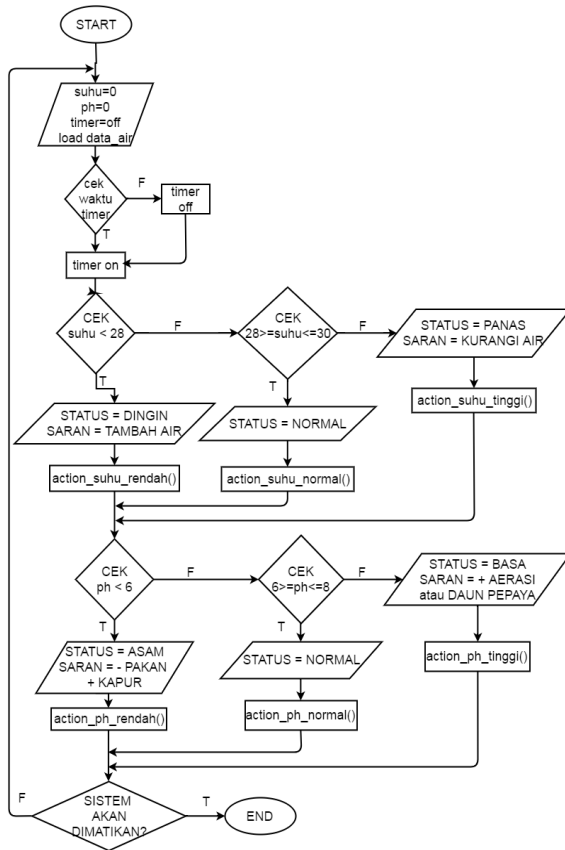 START
suhu=0
ph=0
timer=off
load data_air
cek
waktu
timer
F
timer
off
T
timer on
CEK
suhu < 28
F
CEK
28>=suhu<=30
F
STATUS = PANAS
SARAN = KURANGI AIR
T
T
action_suhu_tinggi()
STATUS = DINGIN
SARAN = TAMBAH AIR
STATUS = NORMAL
action_suhu_rendah()
action_suhu_normal()
CEK
ph < 6
F
CEK
6>=ph<=8
F
STATUS = BASA
SARAN = + AERASI
atau DAUN PEPAYA
T
T
STATUS = ASAM
SARAN = - PAKAN
+ KAPUR
STATUS = NORMAL
action_ph_tinggi()
action_ph_rendah()
action_ph_normal()
F
SISTEM
AKAN
DIMATIKAN?
T
END